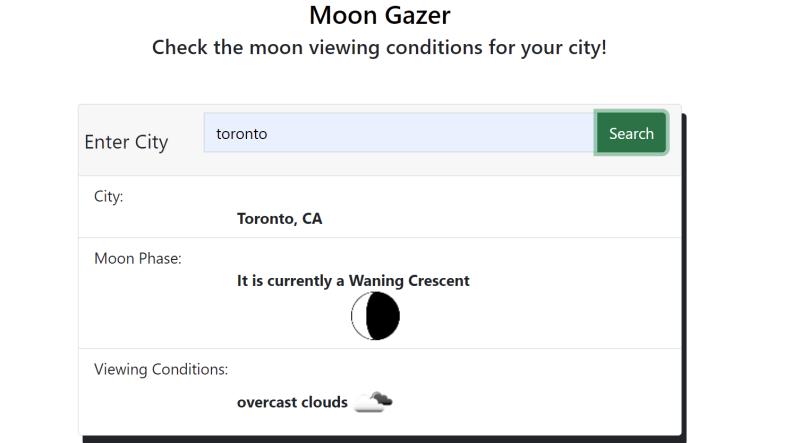 Moon Gazer
Check the moon viewing conditions for your city!
Enter City
toronto
Search
City:
Toronto, CA
Moon Phase:
It is currently a Waning Crescent
Viewing Conditions:
overcast clouds